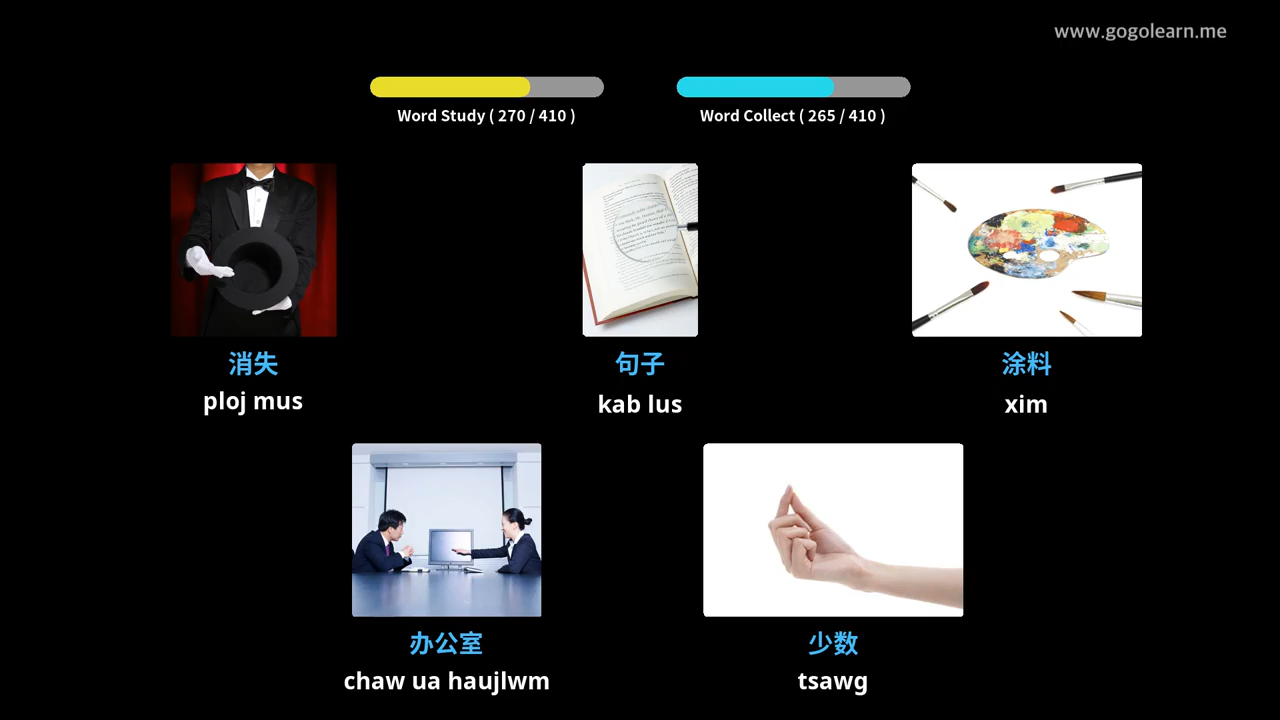 www.gogolearn.me
Word Study ( 270 / 410 )
Word Collect ( 265 / 410 )
消失
ploj mus
句子
kab lus
涂料
xim
办公室
chaw ua haujlwm
少数
tsawg